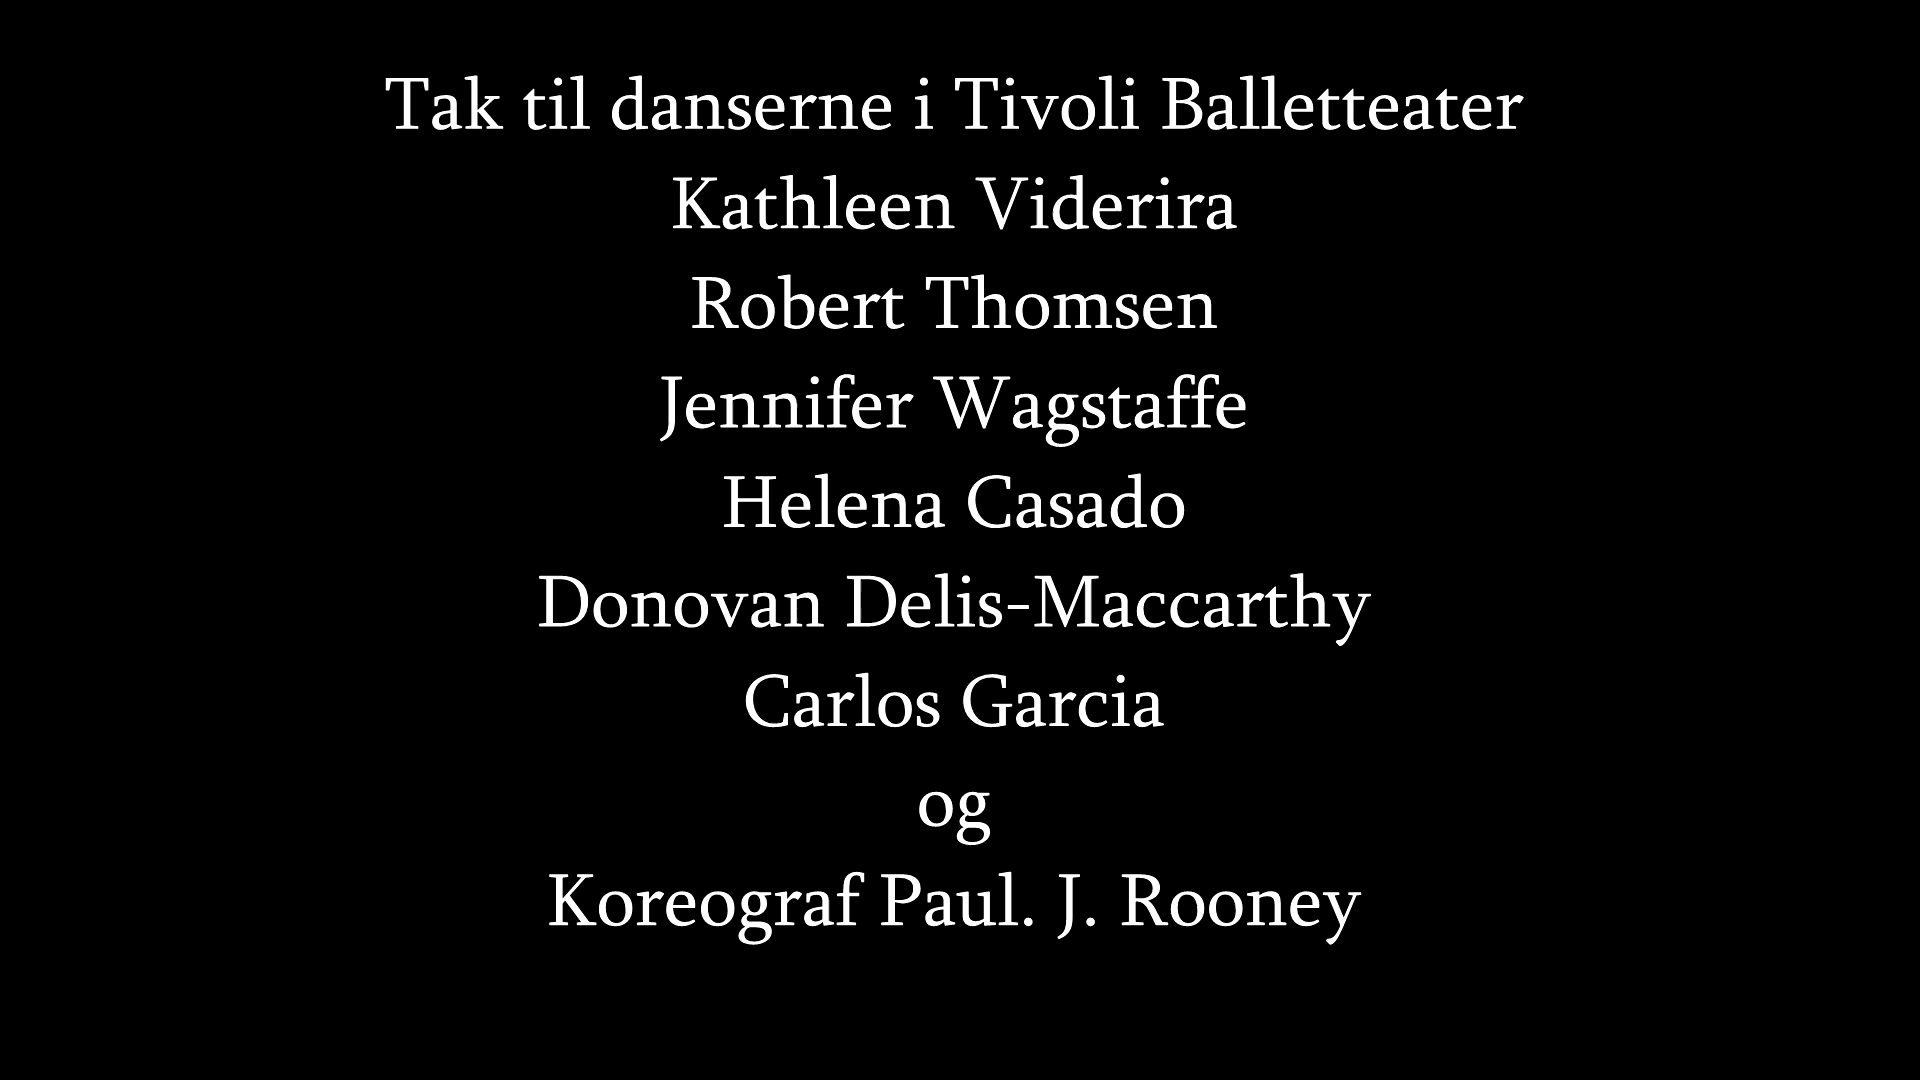 Tak til danserne i Tivoli Balletteater
Kathleen Viderira
Robert Thomsen
Jennifer Wagstaffe
Helena Casado
Donovan Delis-Maccarthy
Carlos Garcia
og
Koreograf Paul. J. Rooney